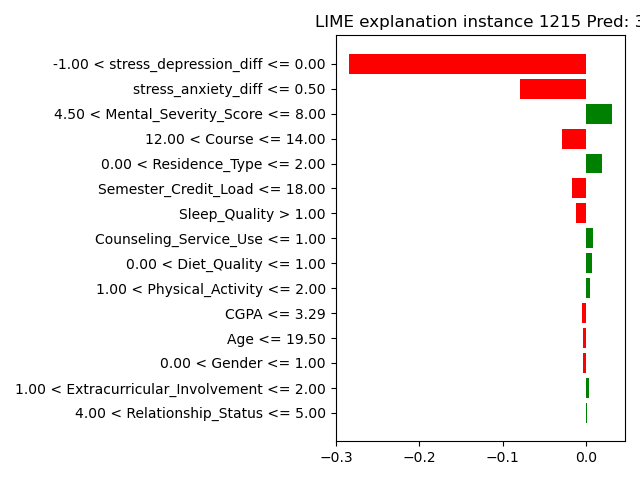 LIME explanation instance 1215 Pred: 3
-1.00 < stress_depression_diff <= 0.00
stress_anxiety_diff <= 0.50
4.50 < Mental_Severity_Score <= 8.00
12.00 < Course <= 14.00
0.00 < Residence_Type <= 2.00
Semester_Credit_Load <= 18.00
Sleep_Quality > 1.00
Counseling_Service_Use <= 1.00
0.00 < Diet_Quality <= 1.00
1.00 < Physical_Activity <= 2.00
CGPA <= 3.29
Age <= 19.50
0.00 < Gender <= 1.00
1.00 < Extracurricular_Involvement <= 2.00
4.00 < Relationship_Status <= 5.00
−0.3 −0.2 −0.1 0.0